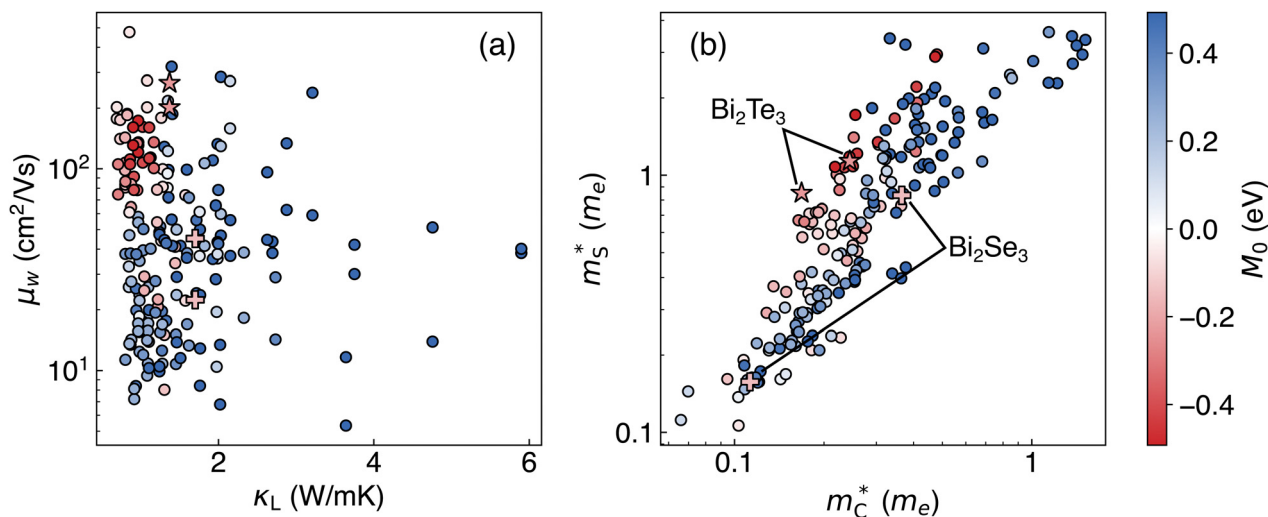 (a)
μ_w (cm²/Vs)
10²
10¹
2 4 6
κ_L (W/mK)
(b)
Bi₂Te₃
Bi₂Se₃
m*_S (m_e)
1
0.1
0.1 1
m*_C (m_e)
0.4
0.2
0.0
−0.2
−0.4
M₀ (eV)